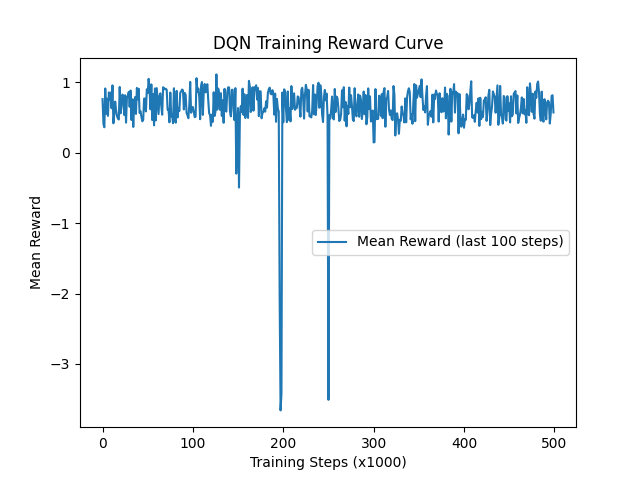 DQN Training Reward Curve
1
0
−1
−2
−3
Mean Reward
Mean Reward (last 100 steps)
0 100 200 300 400 500
Training Steps (x1000)